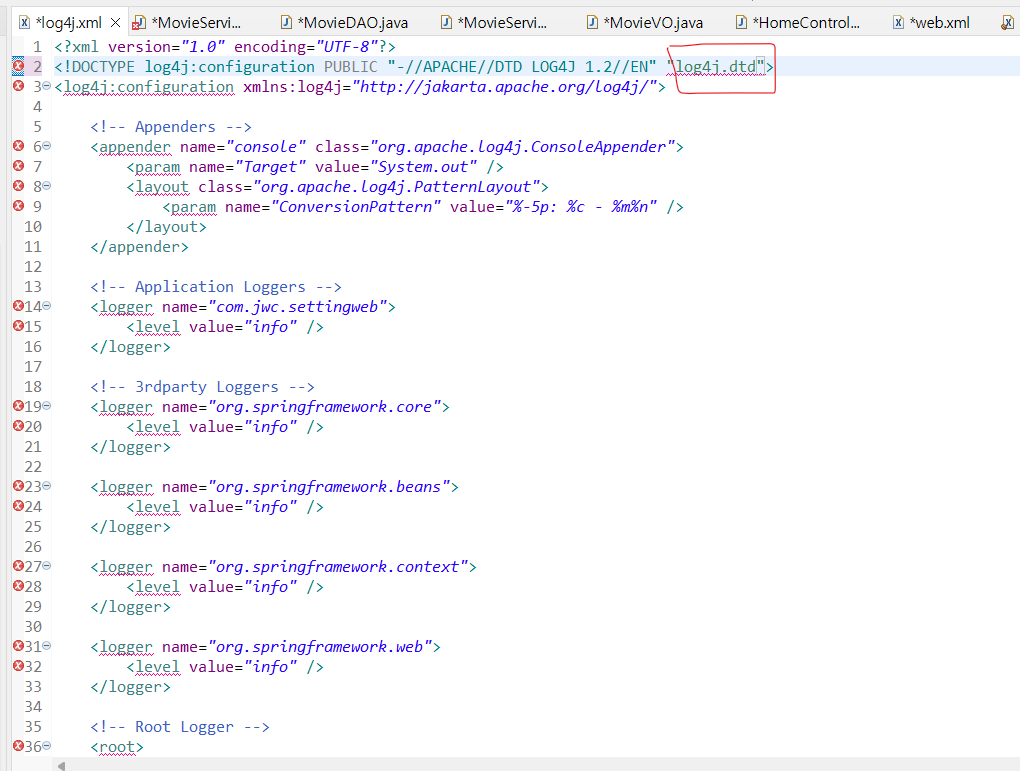 *log4j.xml *MovieServi... *MovieDAO.java *MovieServi... *MovieVO.java *HomeControl... *web.xml
1 <?xml version="1.0" encoding="UTF-8"?>
2 <!DOCTYPE log4j:configuration PUBLIC "-//APACHE//DTD LOG4J 1.2//EN" "log4j.dtd">
3 <log4j:configuration xmlns:log4j="http://jakarta.apache.org/log4j/">
4
5 <!-- Appenders -->
6 <appender name="console" class="org.apache.log4j.ConsoleAppender">
7 <param name="Target" value="System.out" />
8 <layout class="org.apache.log4j.PatternLayout">
9 <param name="ConversionPattern" value="%-5p: %c - %m%n" />
10 </layout>
11 </appender>
12
13 <!-- Application Loggers -->
14 <logger name="com.jwc.settingweb">
15 <level value="info" />
16 </logger>
17
18 <!-- 3rdparty Loggers -->
19 <logger name="org.springframework.core">
20 <level value="info" />
21 </logger>
22
23 <logger name="org.springframework.beans">
24 <level value="info" />
25 </logger>
26
27 <logger name="org.springframework.context">
28 <level value="info" />
29 </logger>
30
31 <logger name="org.springframework.web">
32 <level value="info" />
33 </logger>
34
35 <!-- Root Logger -->
36 <root>